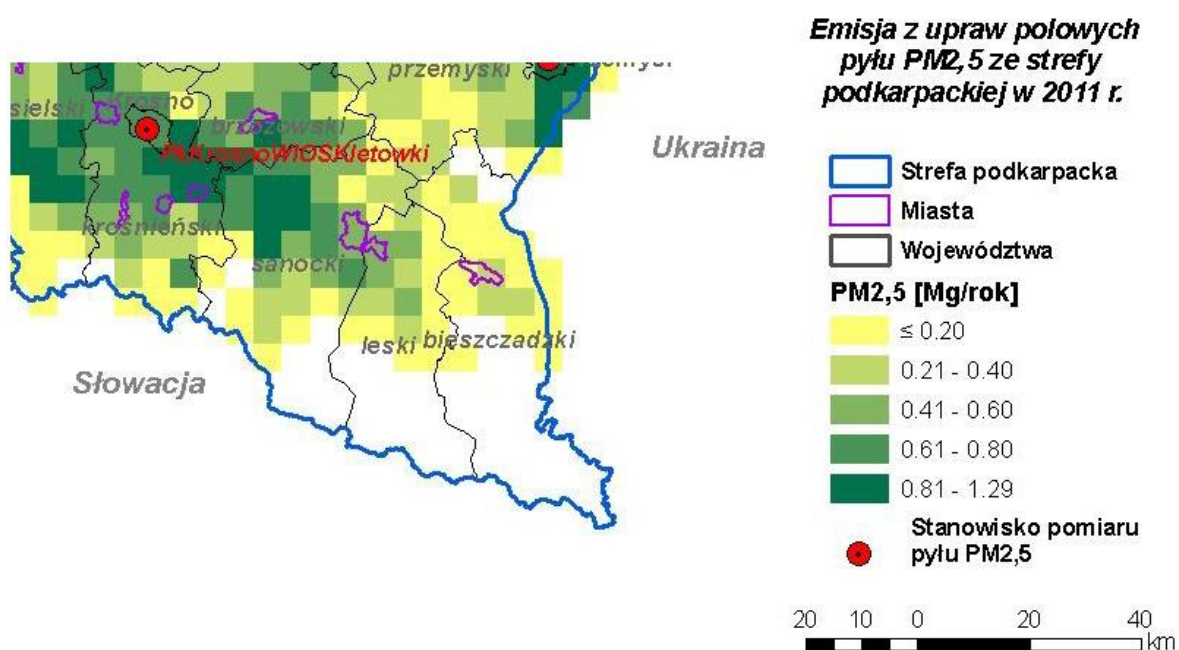 Emisja z upraw polowych
pyłu PM2,5 ze strefy
podkarpackiej w 2011 r.
przemyski
sielski
Krosno
brzozowski
PkKrosnoWIOSKletowki
Ukraina
krośnieński
sanocki
leski
bieszczadzki
Słowacja
Strefa podkarpacka
Miasta
Województwa
PM2,5 [Mg/rok]
≤ 0.20
0.21 - 0.40
0.41 - 0.60
0.61 - 0.80
0.81 - 1.29
Stanowisko pomiaru
pyłu PM2,5
20 10 0 20 40
km